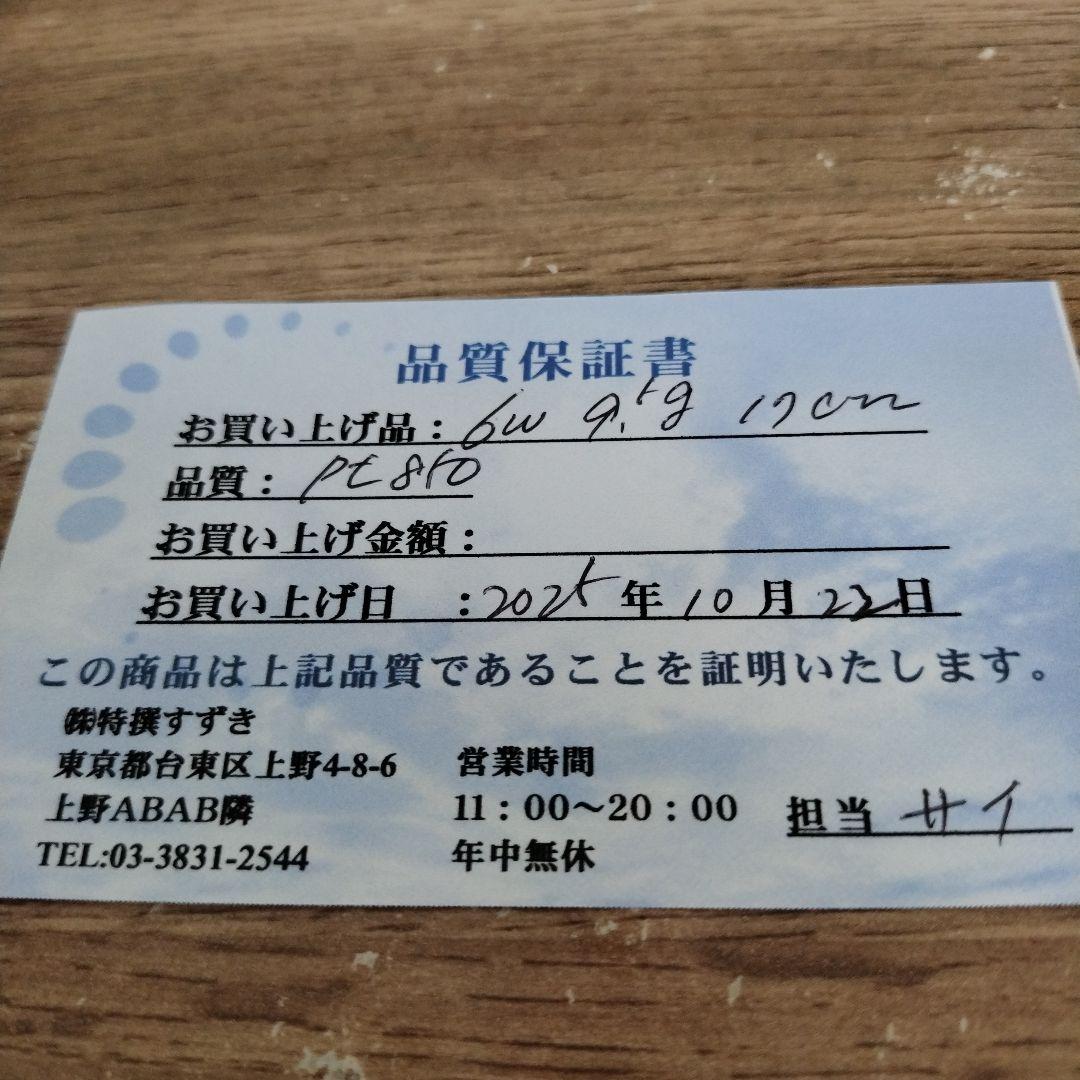 品質保証書
お買い上げ品：6W 9.5g 17cm
品質：Pt 850
お買い上げ金額：
お買い上げ日　：2025年10月22日
この商品は上記品質であることを証明いたします。
㈱特撰すずき
東京都台東区上野4-8-6
上野ABAB隣
TEL:03-3831-2544
営業時間
11：00～20：00
年中無休
担当 サイ